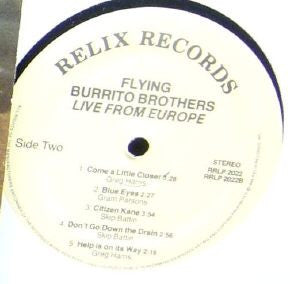 RELIX RECORDS
FLYING
BURRITO BROTHERS
LIVE FROM EUROPE
Side Two
STEREO
RRLP 2022
RRLP 2022B
1. Come a Little Closer 3:28
Greg Harris
2. Blue Eyes 2:27
Gram Parsons
3. Citizen Kane 3:54
Skip Battin
4. Don't Go Down the Drain 2:56
Skip Battin
5. Help is on its Way 2:19
Greg Harris